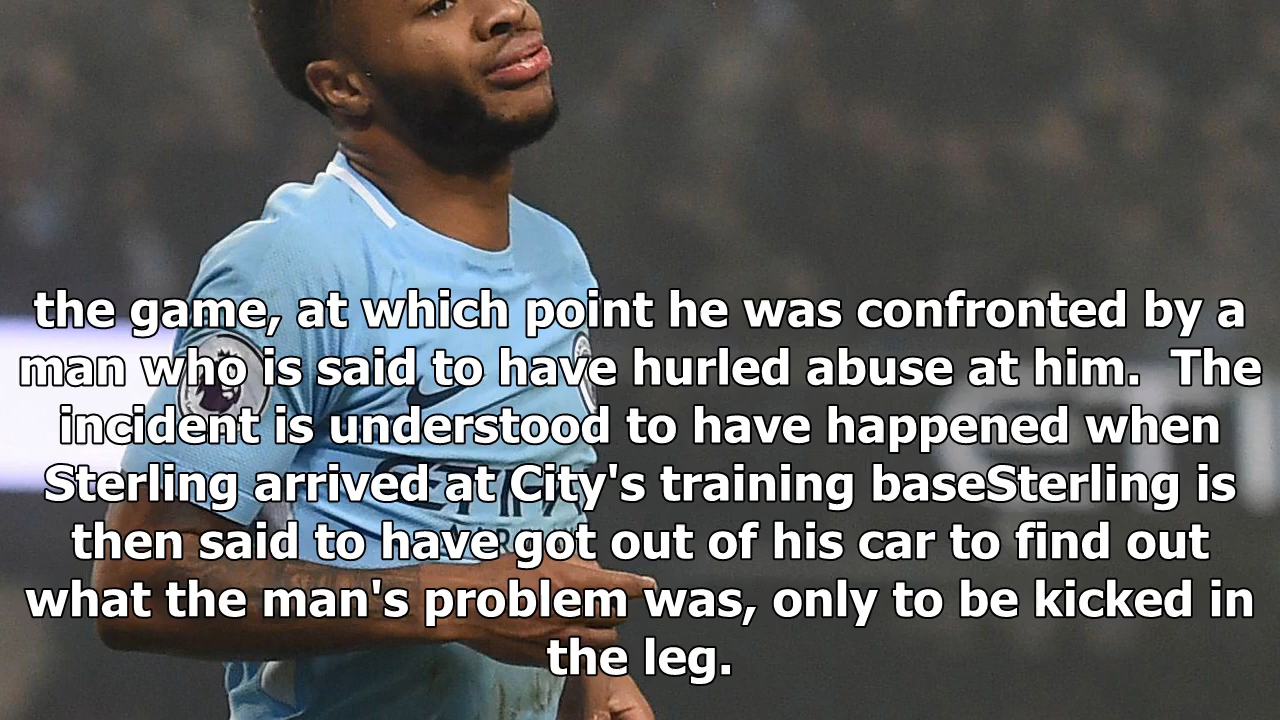 the game, at which point he was confronted by a
man who is said to have hurled abuse at him.  The
incident is understood to have happened when
Sterling arrived at City's training baseSterling is
then said to have got out of his car to find out
what the man's problem was, only to be kicked in
the leg.